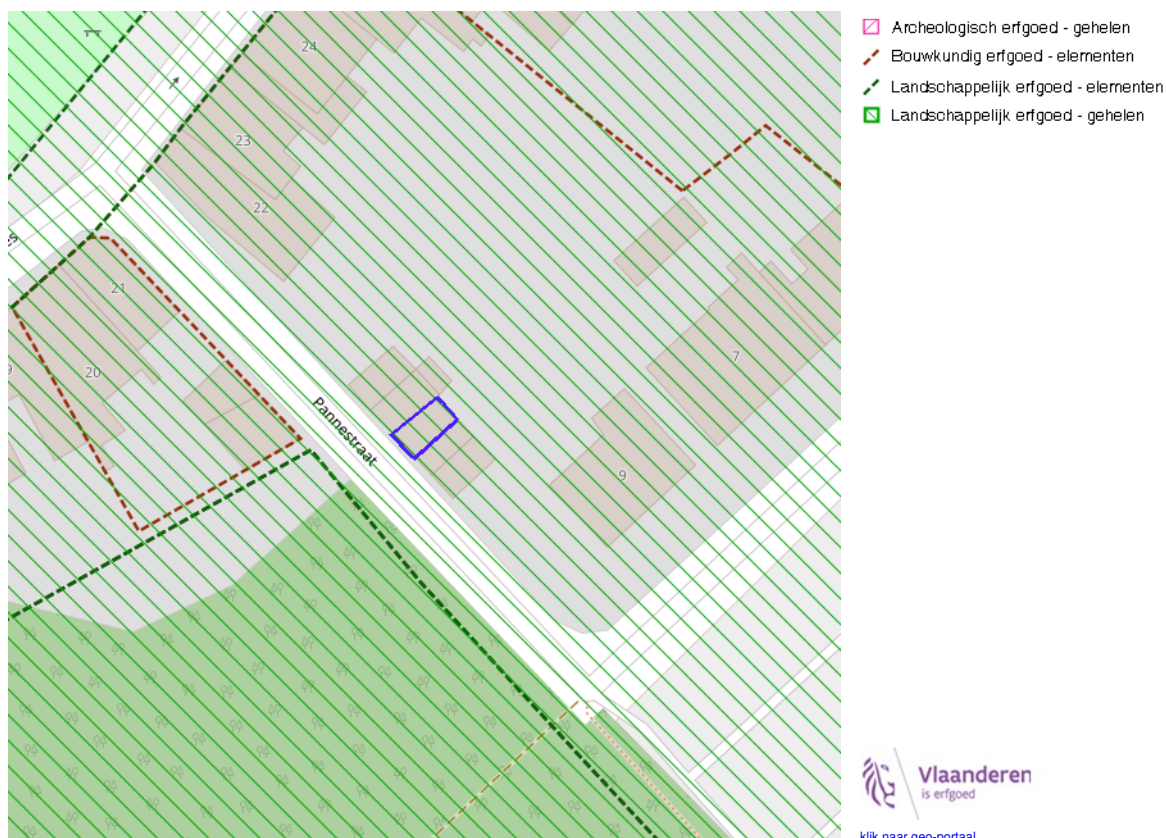 24
23
22
21
20
7
9
Pannestraat
Archeologisch erfgoed - gehelen
Bouwkundig erfgoed - elementen
Landschappelijk erfgoed - elementen
Landschappelijk erfgoed - gehelen
Vlaanderen
is erfgoed
klik naar geo-portaal